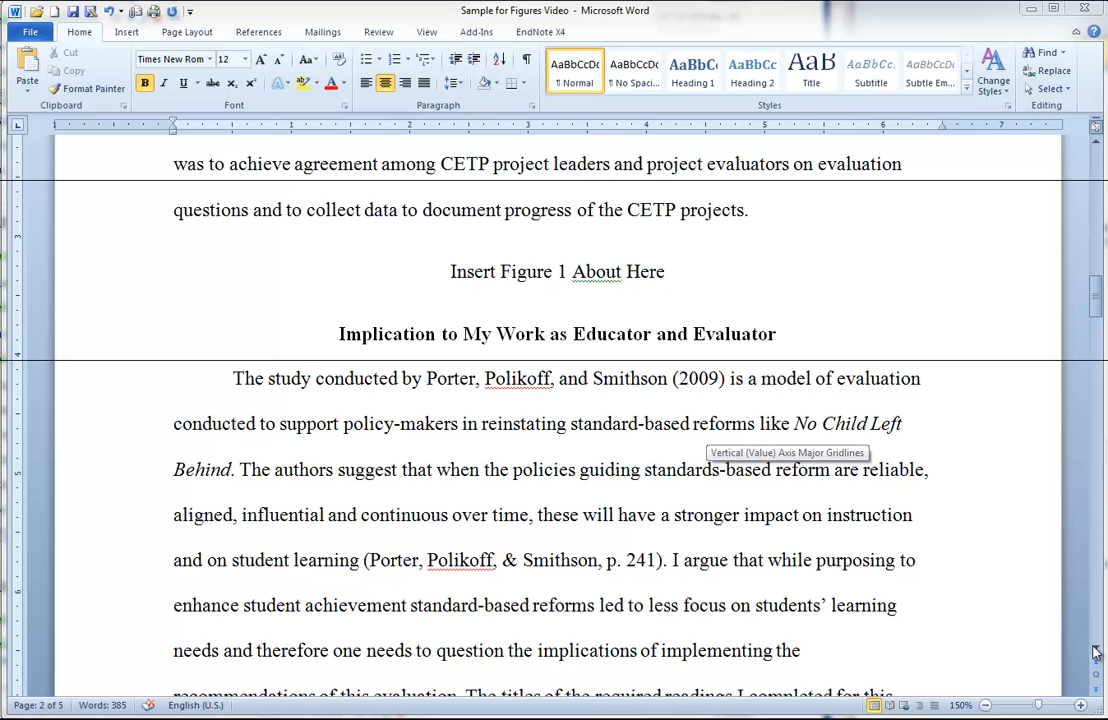 Sample for Figures Video - Microsoft Word
File Home Insert Page Layout References Mailings Review View Add-Ins EndNote X4
Paste
Cut
Copy
Format Painter
Clipboard
Times New Rom 12
Font
Paragraph
AaBbCcDc AaBbCcDc AaBbC AaBbCc AaB AaBbCc. AaBbCcDc
¶ Normal ¶ No Spaci... Heading 1 Heading 2 Title Subtitle Subtle Em...
Styles
Change Styles
Find
Replace
Select
Editing
1 1 2 3 4 5 6 7
was to achieve agreement among CETP project leaders and project evaluators on evaluation
questions and to collect data to document progress of the CETP projects.
Insert Figure 1 About Here
Implication to My Work as Educator and Evaluator
The study conducted by Porter, Polikoff, and Smithson (2009) is a model of evaluation
conducted to support policy-makers in reinstating standard-based reforms like No Child Left
Vertical (Value) Axis Major Gridlines
Behind. The authors suggest that when the policies guiding standards-based reform are reliable,
aligned, influential and continuous over time, these will have a stronger impact on instruction
and on student learning (Porter, Polikoff, & Smithson, p. 241). I argue that while purposing to
enhance student achievement standard-based reforms led to less focus on students’ learning
needs and therefore one needs to question the implications of implementing the
recommendations of this evaluation. The titles of the required readings I completed for this
Page: 2 of 5 Words: 385 English (U.S.) 150%